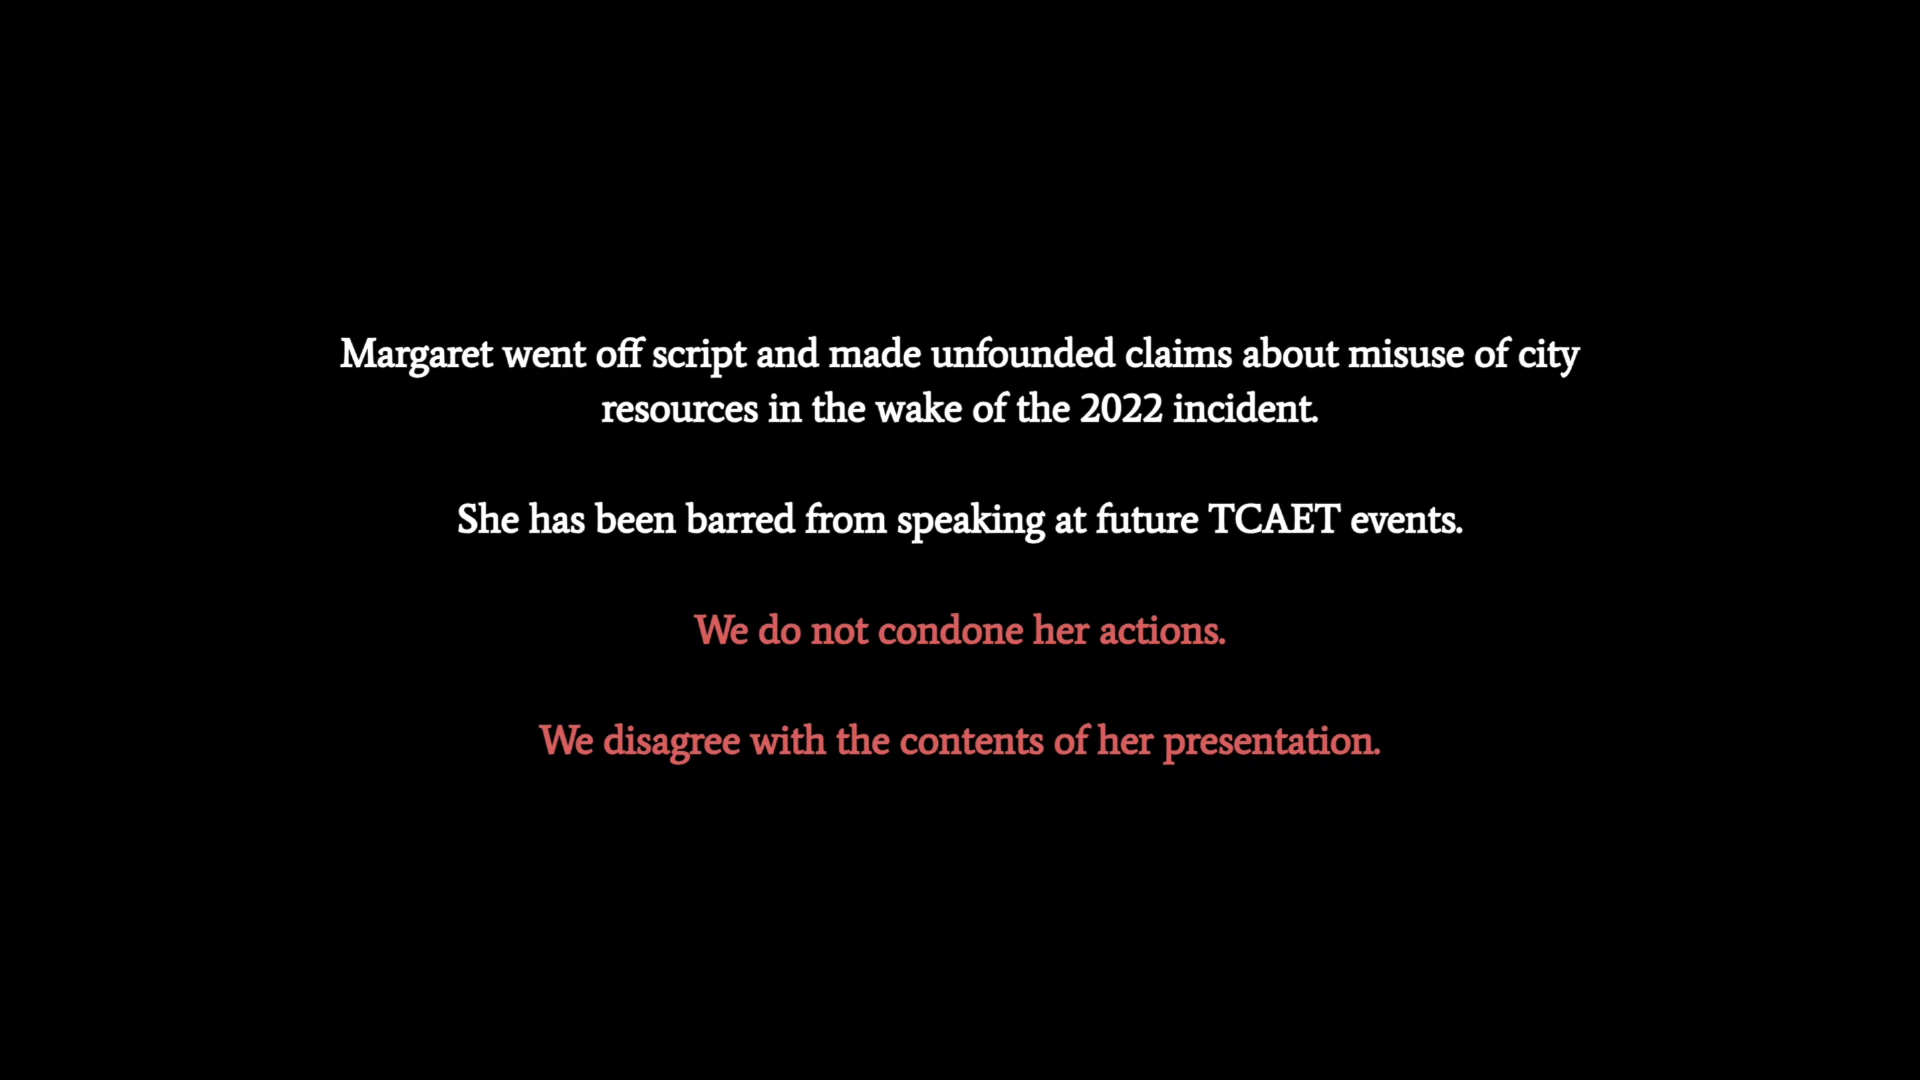 Margaret went off script and made unfounded claims about misuse of city
resources in the wake of the 2022 incident.
She has been barred from speaking at future TCAET events.
We do not condone her actions.
We disagree with the contents of her presentation.